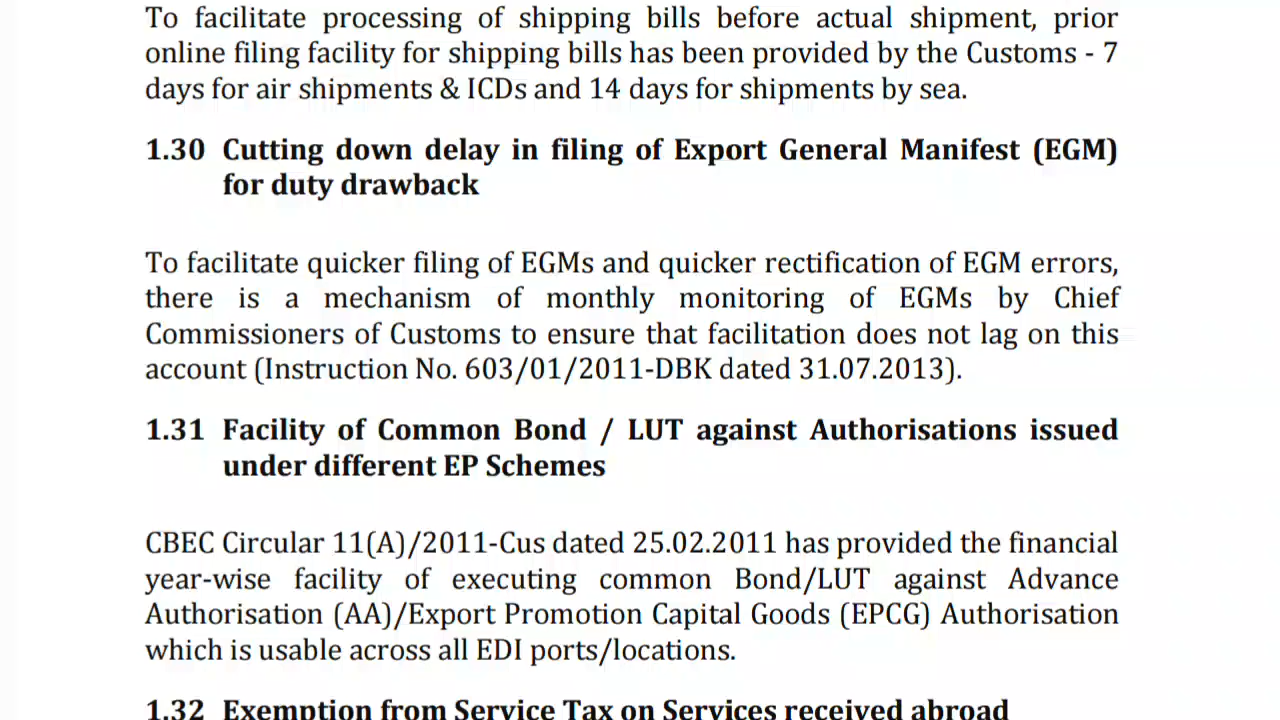 To facilitate processing of shipping bills before actual shipment, prior
online filing facility for shipping bills has been provided by the Customs - 7
days for air shipments & ICDs and 14 days for shipments by sea.
1.30 Cutting down delay in filing of Export General Manifest (EGM)
for duty drawback
To facilitate quicker filing of EGMs and quicker rectification of EGM errors,
there is a mechanism of monthly monitoring of EGMs by Chief
Commissioners of Customs to ensure that facilitation does not lag on this
account (Instruction No. 603/01/2011-DBK dated 31.07.2013).
1.31 Facility of Common Bond / LUT against Authorisations issued
under different EP Schemes
CBEC Circular 11(A)/2011-Cus dated 25.02.2011 has provided the financial
year-wise facility of executing common Bond/LUT against Advance
Authorisation (AA)/Export Promotion Capital Goods (EPCG) Authorisation
which is usable across all EDI ports/locations.
1.32 Exemption from Service Tax on Services received abroad